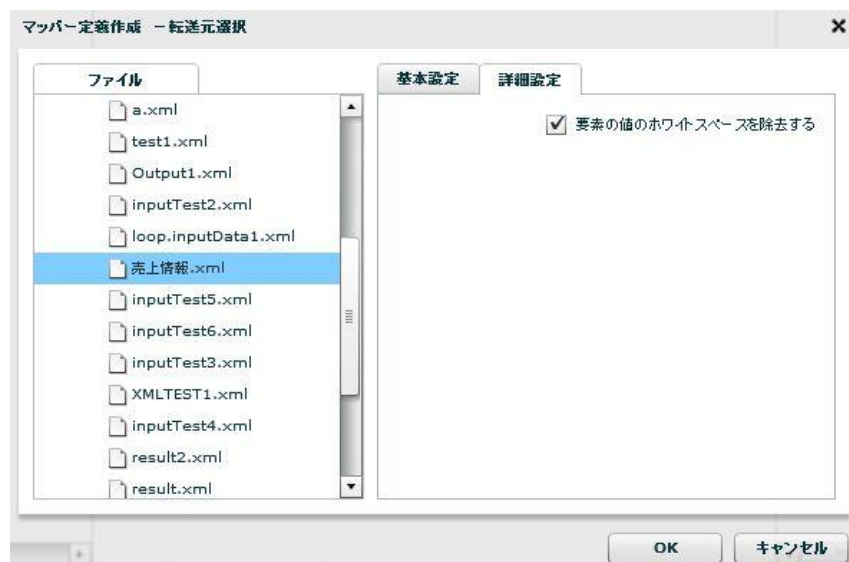 マッパー定義作成 －転送元選択
ファイル
a.xml
test1.xml
Output1.xml
inputTest2.xml
loop.inputData1.xml
売上情報.xml
inputTest5.xml
inputTest6.xml
inputTest3.xml
XMLTEST1.xml
inputTest4.xml
result2.xml
result.xml
基本設定 詳細設定
要素の値のホワイトスペースを除去する
OK キャンセル